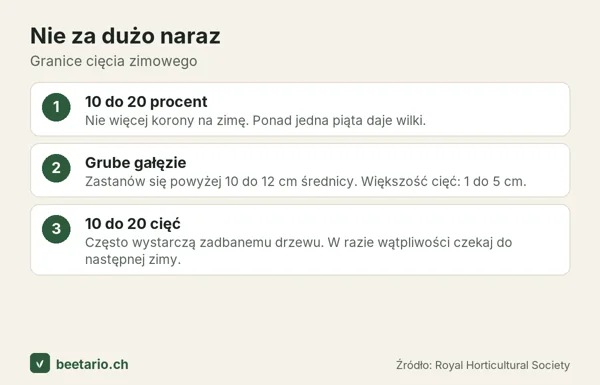 Nie za dużo naraz
Granice cięcia zimowego
1
10 do 20 procent
Nie więcej korony na zimę. Ponad jedna piąta daje wilki.
2
Grube gałęzie
Zastanów się powyżej 10 do 12 cm średnicy. Większość cięć: 1 do 5 cm.
3
10 do 20 cięć
Często wystarczą zadbanemu drzewu. W razie wątpliwości czekaj do
następnej zimy.
beetario.ch
Źródło: Royal Horticultural Society